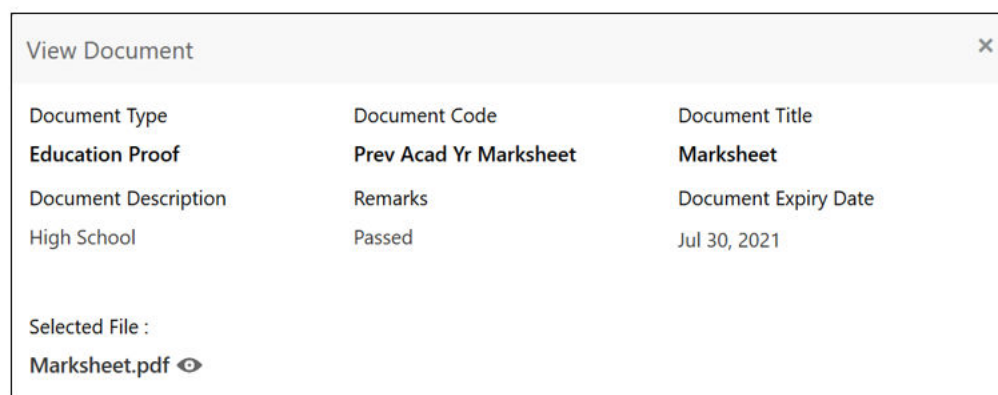 View Document
Document Type Document Code Document Title
Education Proof Prev Acad Yr Marksheet Marksheet
Document Description Remarks Document Expiry Date
High School Passed Jul 30, 2021
Selected File :
Marksheet.pdf